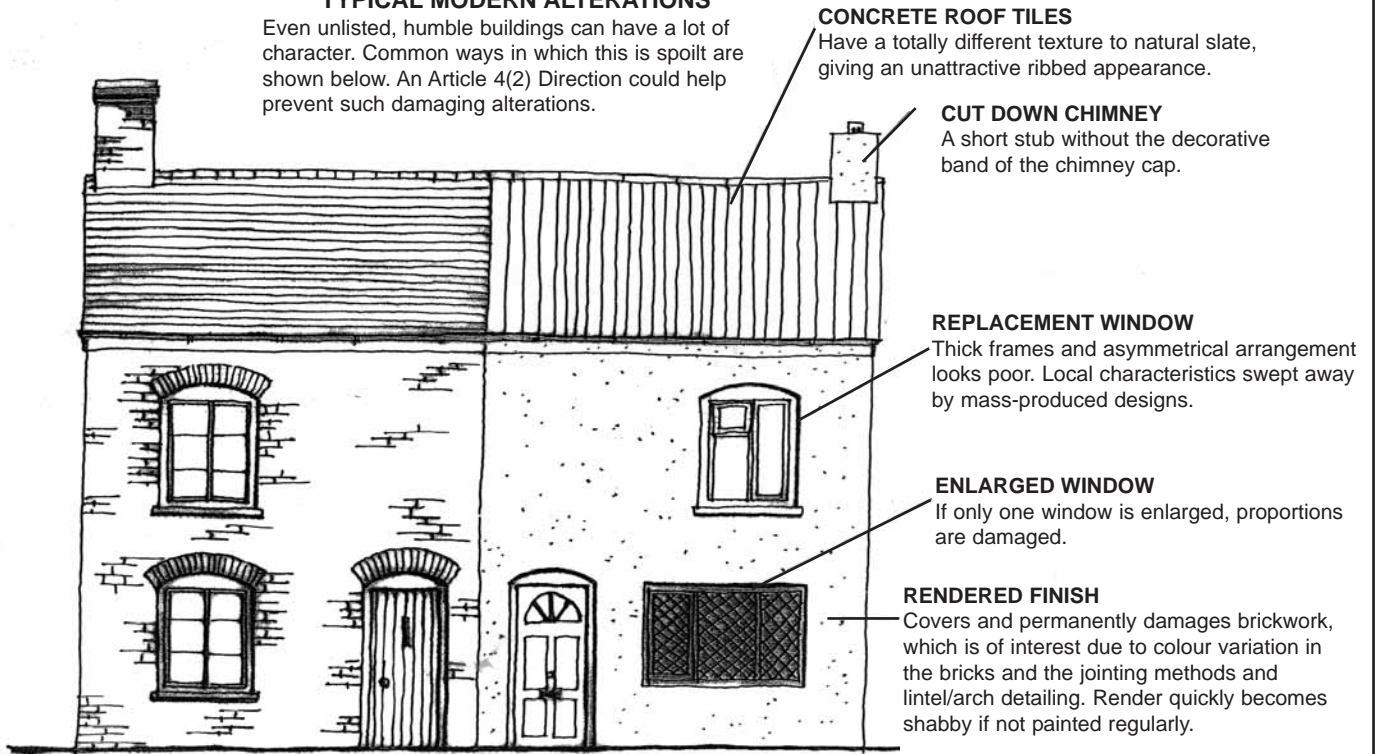 TYPICAL MODERN ALTERATIONS
Even unlisted, humble buildings can have a lot of
character. Common ways in which this is spoilt are
shown below. An Article 4(2) Direction could help
prevent such damaging alterations.
CONCRETE ROOF TILES
Have a totally different texture to natural slate,
giving an unattractive ribbed appearance.
CUT DOWN CHIMNEY
A short stub without the decorative
band of the chimney cap.
REPLACEMENT WINDOW
Thick frames and asymmetrical arrangement
looks poor. Local characteristics swept away
by mass-produced designs.
ENLARGED WINDOW
If only one window is enlarged, proportions
are damaged.
RENDERED FINISH
Covers and permanently damages brickwork,
which is of interest due to colour variation in
the bricks and the jointing methods and
lintel/arch detailing. Render quickly becomes
shabby if not painted regularly.